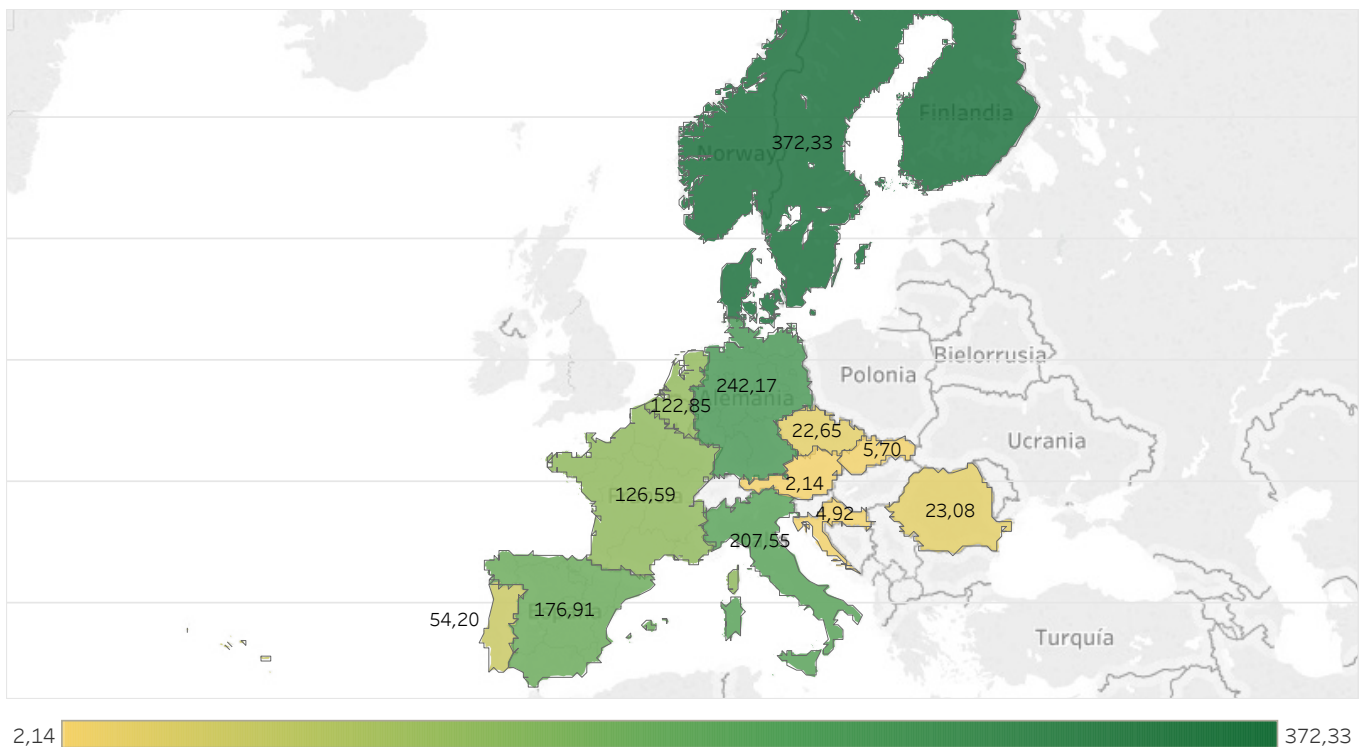 Finlandia
372,33
Norway
Bielorrusia
Polonia
242,17
Alemania
122,85
22,65
Ucrania
5,70
2,14
126,59
23,08
4,92
207,55
176,91
54,20
Turquía
2,14
372,33